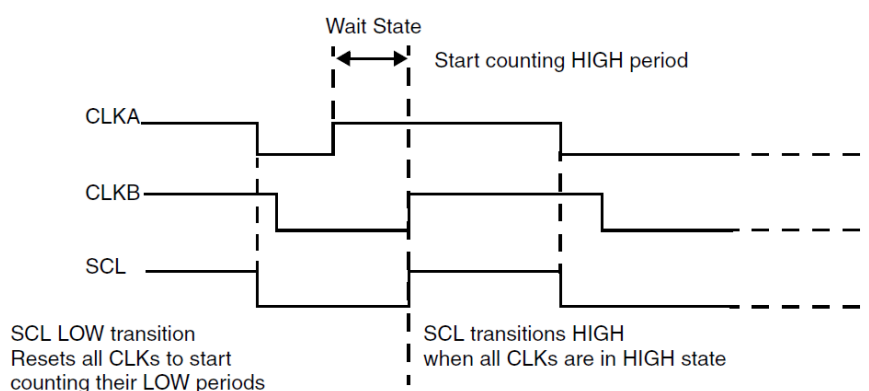 Wait State
Start counting HIGH period
CLKA
CLKB
SCL
SCL LOW transition
Resets all CLKs to start
counting their LOW periods
SCL transitions HIGH
when all CLKs are in HIGH state